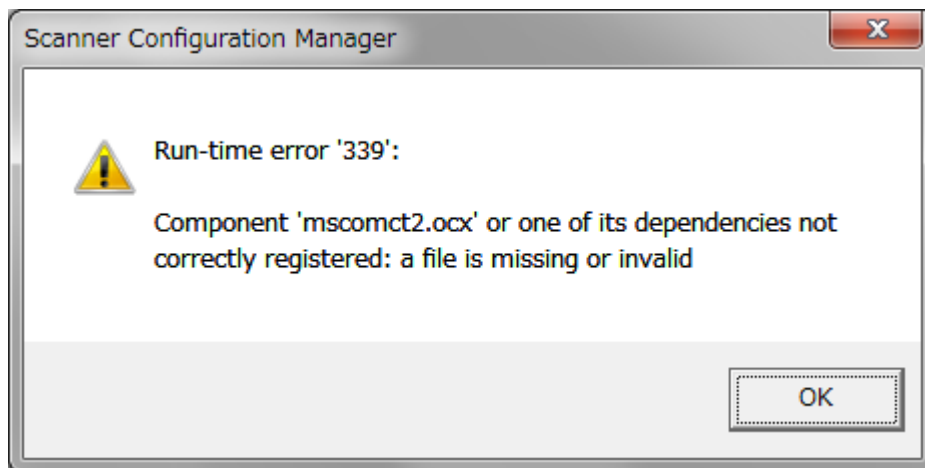 Scanner Configuration Manager
Run-time error '339':
Component 'mscomct2.ocx' or one of its dependencies not
correctly registered: a file is missing or invalid
OK